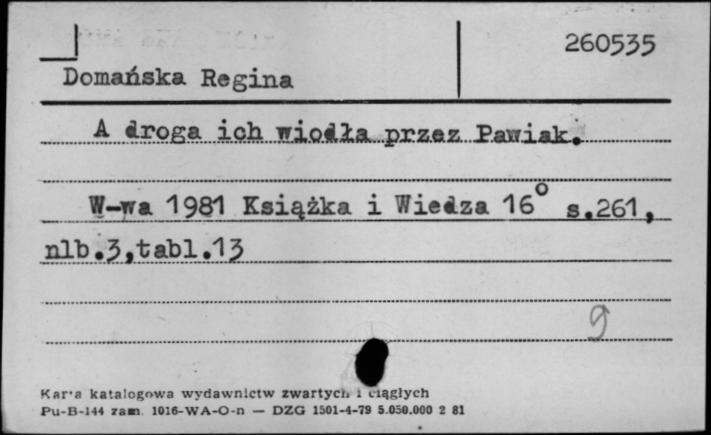 260535
Domańska Regina
A droga ich wiodła przez Pawiak.
W-wa 1981 Książka i Wiedza 16° s.261,
nlb.3,tabl.13
9
Karta katalogowa wydawnictw zwartych i ciągłych
Pu-B-144 zam. 1016-WA-O-n — DZG 1501-4-79 5.050.000 2 81